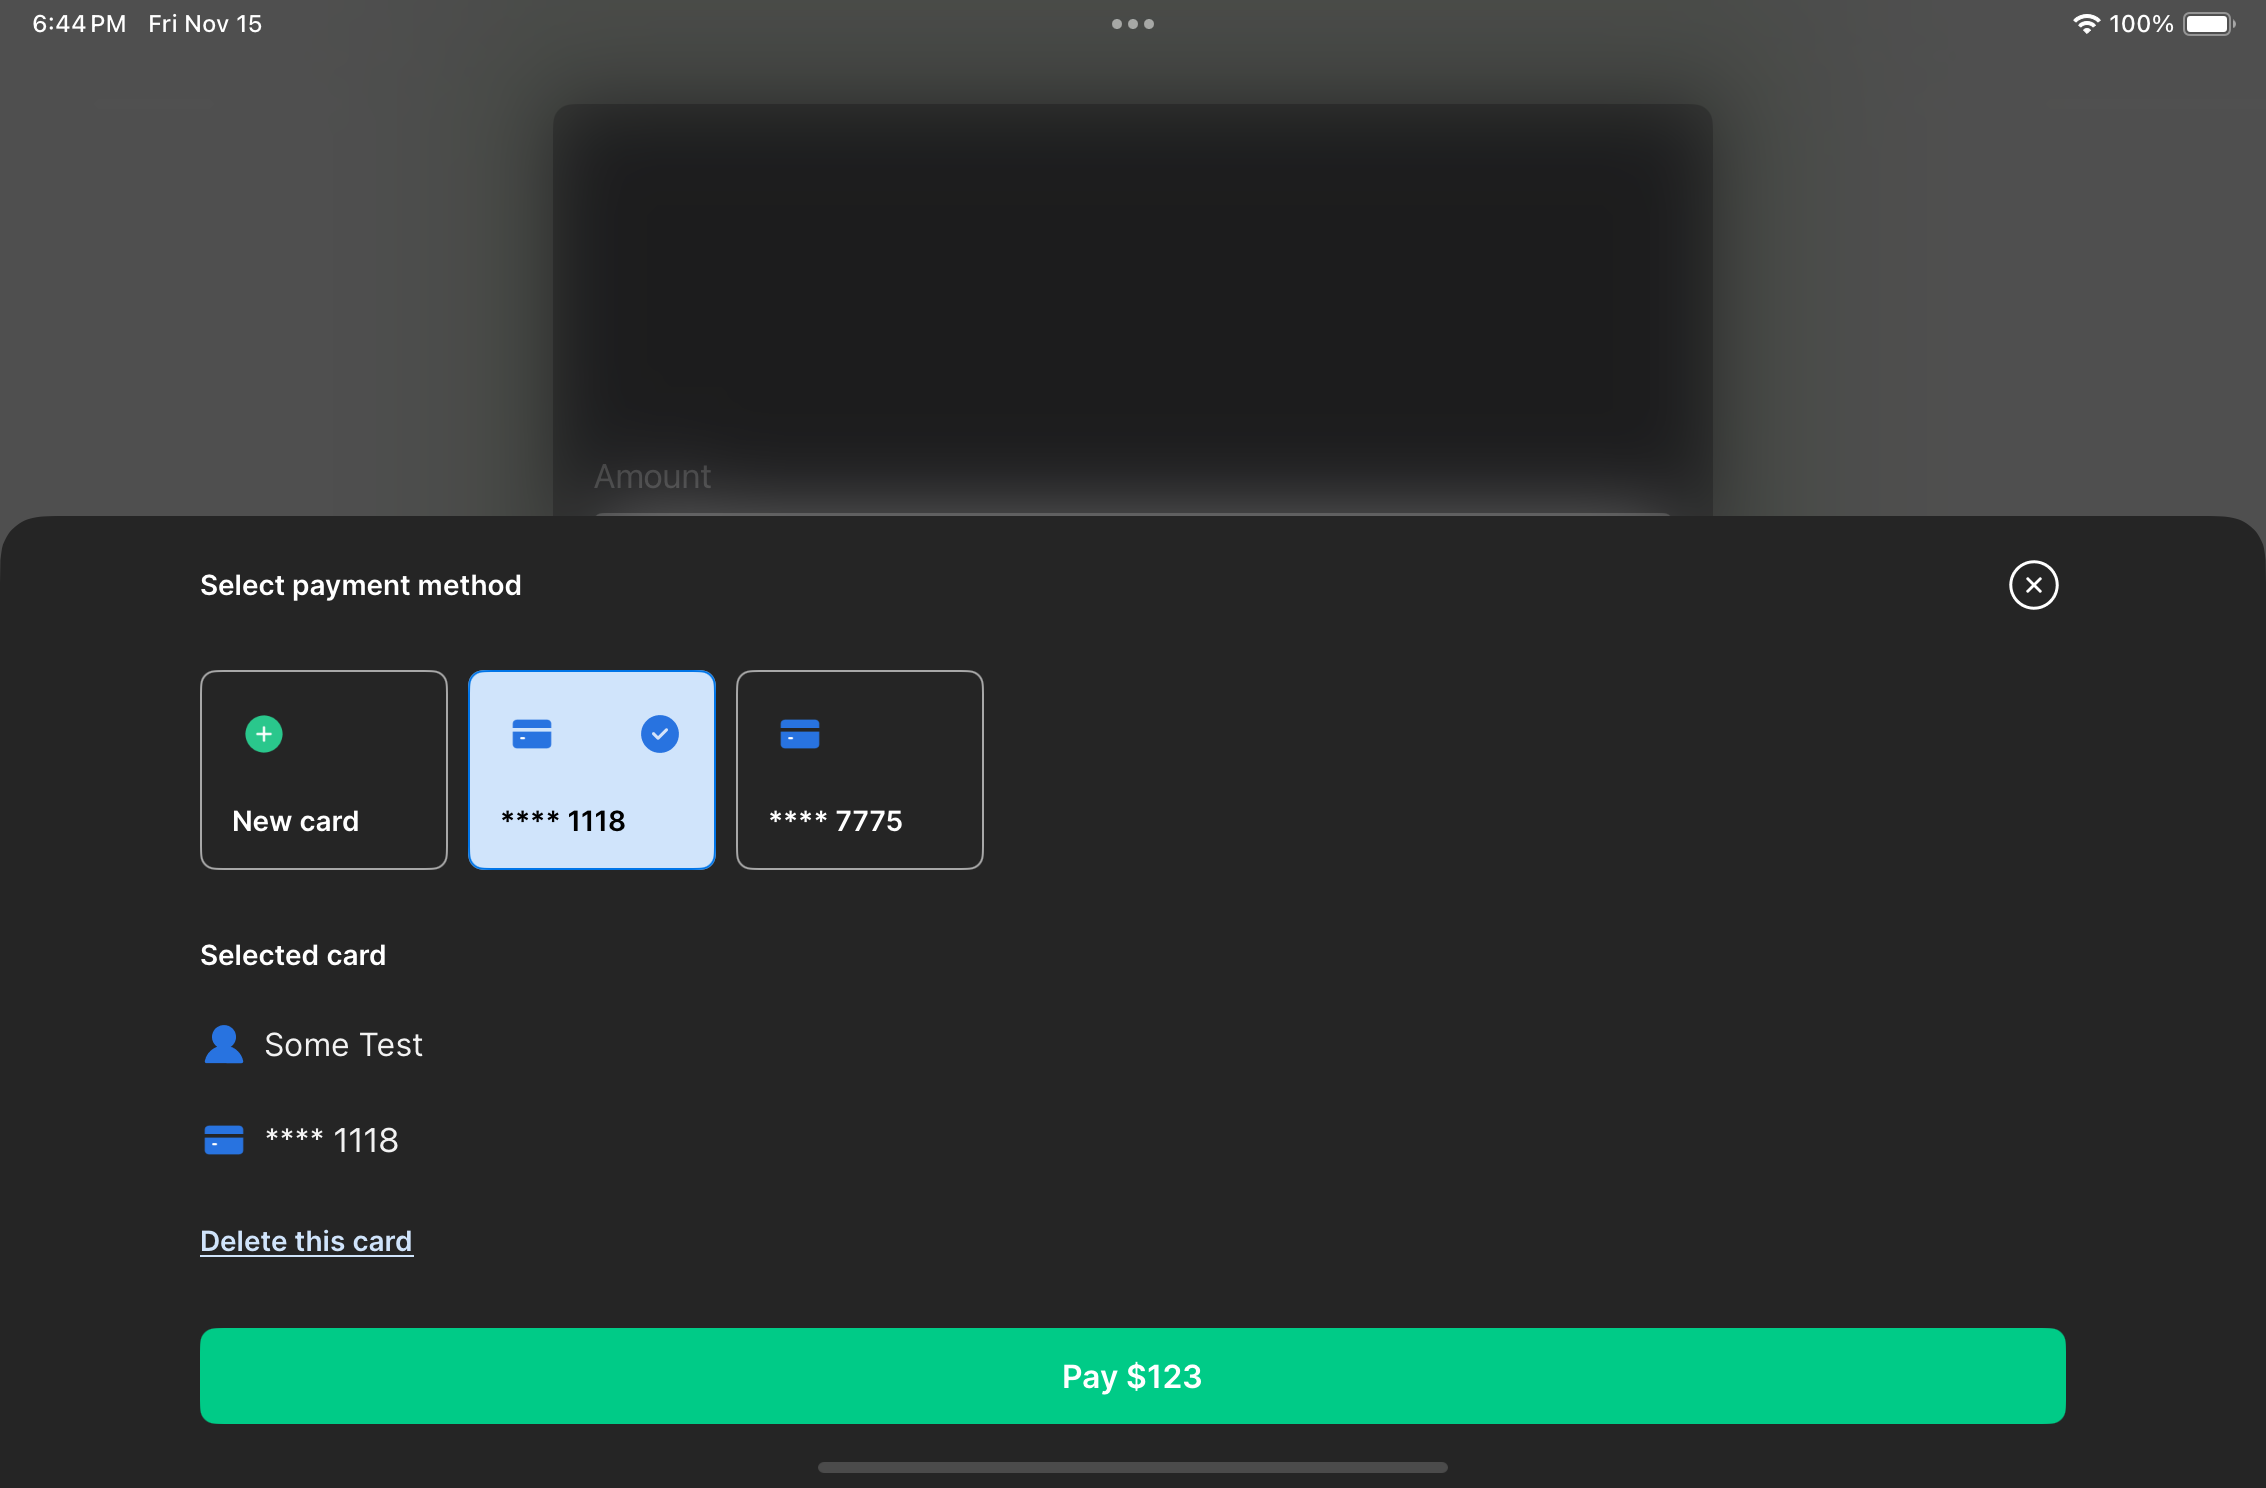 6:44 PM Fri Nov 15
100%
Amount
Select payment method
New card
**** 1118
**** 7775
Selected card
Some Test
**** 1118
Delete this card
Pay $123